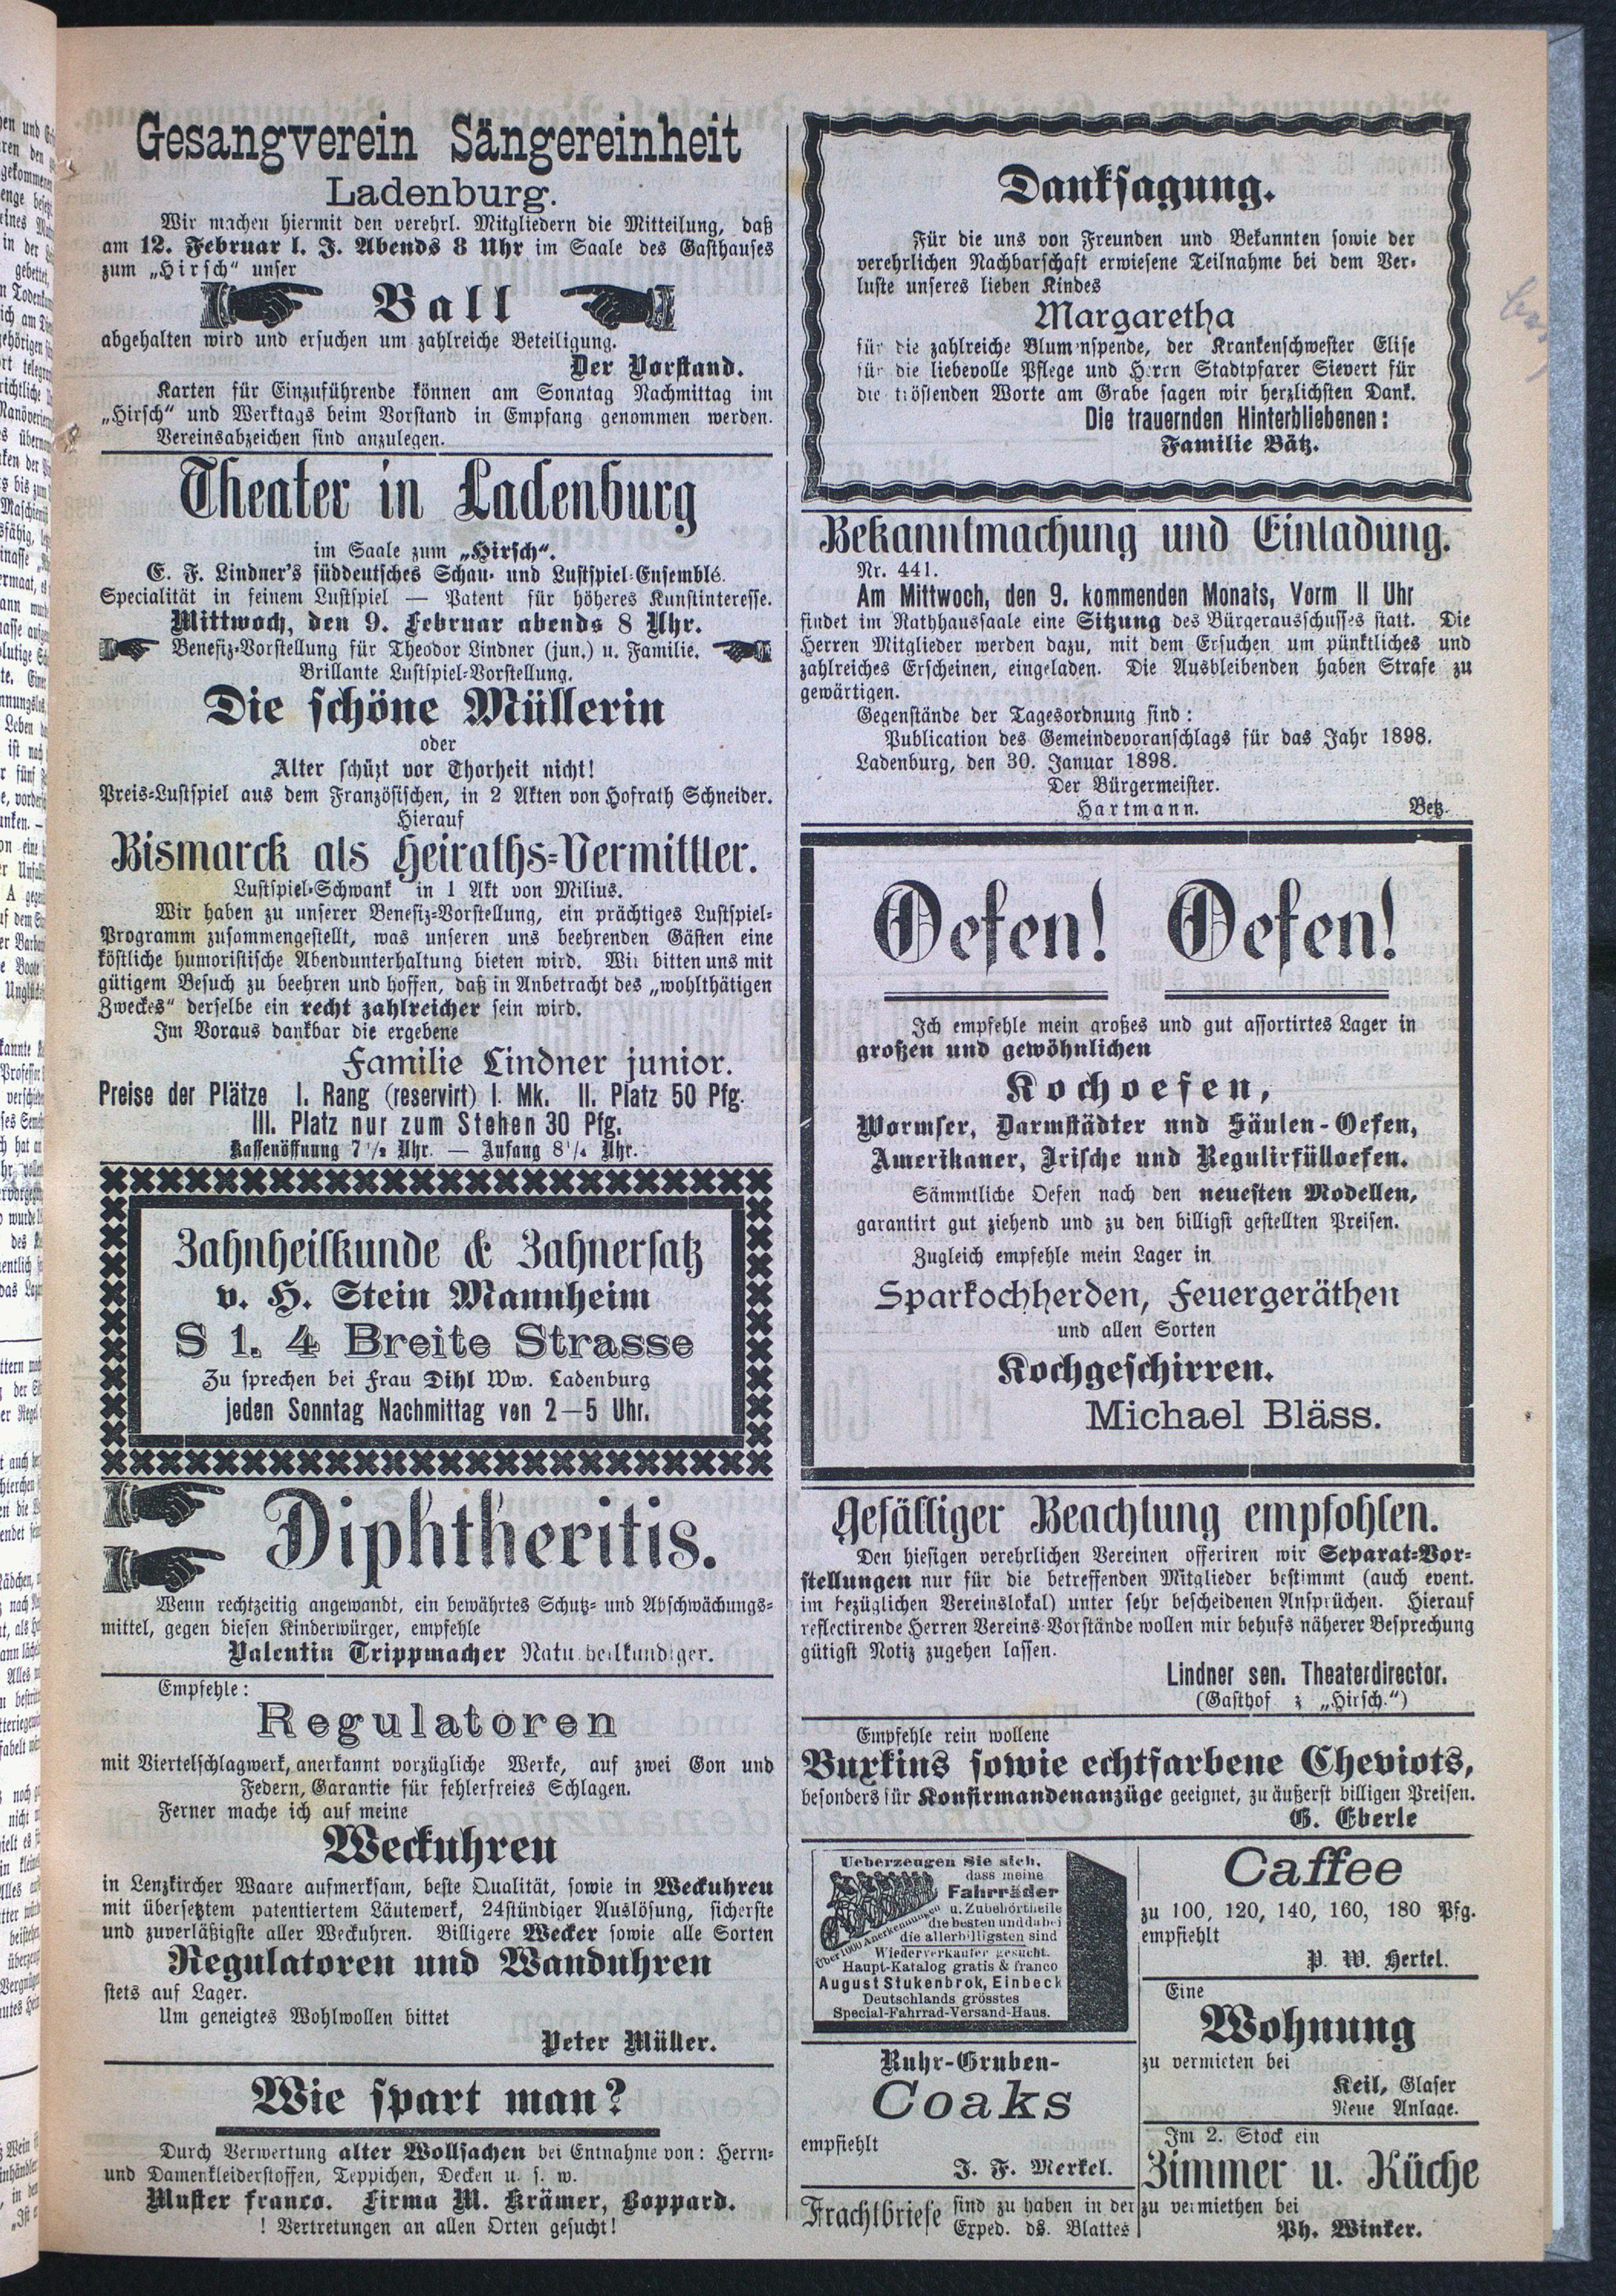 Gesangverein Sängereinheit
Ladenburg.
Wir machen hiermit den verehrl. Mitgliedern die Mitteilung, daß
am 12. Februar l. J. Abends 8 Uhr im Saale des Gasthauses
zum „Hirsch“ unser
Ball
abgehalten wird und ersuchen um zahlreiche Beteiligung.
Der Vorstand.
Karten für Einzuführende können am Sonntag Nachmittag im
„Hirsch“ und Werktags beim Vorstand in Empfang genommen werden.
Vereinsabzeichen sind anzulegen.
Theater in Ladenburg
im Saale zum „Hirsch“.
E. F. Lindner's süddeutsches Schau- und Lustspiel-Ensemblé.
Specialität in feinem Lustspiel — Patent für höheres Kunstinteresse.
Mittwoch, den 9. Februar abends 8 Uhr.
Benefiz-Vorstellung für Theodor Lindner (jun.) u. Familie.
Brillante Lustspiel-Vorstellung.
Die schöne Müllerin
oder
Alter schüzt vor Thorheit nicht!
Preis-Lustspiel aus dem Französischen, in 2 Akten von Hofrath Schneider.
Hierauf
Bismarck als Heiraths-Vermittler.
Lustspiel-Schwank in 1 Akt von Milius.
Wir haben zu unserer Benefiz-Vorstellung, ein prächtiges Lustspiel-
Programm zusammengestellt, was unseren uns beehrenden Gästen eine
köstliche humoristische Abendunterhaltung bieten wird. Wir bitten uns mit
gütigem Besuch zu beehren und hoffen, daß in Anbetracht des „wohlthätigen
Zweckes“ derselbe ein recht zahlreicher sein wird.
Im Voraus dankbar die ergebene
Familie Lindner junior.
Preise der Plätze I. Rang (reservirt) 1. Mk. II. Platz 50 Pfg.
III. Platz nur zum Stehen 30 Pfg.
Kassenöffnung 7 1/2 Uhr. — Anfang 8 1/4 Uhr.
Zahnheilkunde & Zahnersatz
v. H. Stein Mannheim
S 1. 4 Breite Strasse
Zu sprechen bei Frau Dihl Ww. Ladenburg
jeden Sonntag Nachmittag von 2—5 Uhr.
Diphtheritis.
Wenn rechtzeitig angewandt, ein bewährtes Schutz- und Abschwächungs-
mittel, gegen diesen Kinderwürger, empfehle
Valentin Trippmacher Natu heilkundiger.
Empfehle:
Regulatoren
mit Viertelschlagwerk, anerkannt vorzügliche Werke, auf zwei Gon und
Federn, Garantie für fehlerfreies Schlagen.
Ferner mache ich auf meine
Weckuhren
in Lenzkircher Waare aufmerksam, beste Qualität, sowie in Weckuhren
mit übersetztem patentiertem Läutewerk, 24stündiger Auslösung, sicherste
und zuverläßigste aller Weckuhren. Billigere Wecker sowie alle Sorten
Regulatoren und Wanduhren
stets auf Lager.
Um geneigtes Wohlwollen bittet
Peter Müller.
Wie spart man?
Durch Verwertung alter Wollsachen bei Entnahme von: Herrn-
und Damenkleiderstoffen, Teppichen, Decken u. s. w.
Muster franco. Firma M. Krämer, Boppard.
! Vertretungen an allen Orten gesucht!
Danksagung.
Für die uns von Freunden und Bekannten sowie der
verehrlichen Nachbarschaft erwiesene Teilnahme bei dem Ver-
luste unseres lieben Kindes
Margaretha
für die zahlreiche Blumenspende, der Krankenschwester Elise
für die liebevolle Pflege und Herrn Stadtpfarer Sievert für
die tröstenden Worte am Grabe sagen wir herzlichsten Dank.
Die trauernden Hinterbliebenen:
Familie Bätz.
Bekanntmachung und Einladung.
Nr. 441.
Am Mittwoch, den 9. kommenden Monats, Vorm 11 Uhr
findet im Rathhaussaale eine Sitzung des Bürgerausschusses statt. Die
Herren Mitglieder werden dazu, mit dem Ersuchen um pünktliches und
zahlreiches Erscheinen, eingeladen. Die Ausbleibenden haben Strafe zu
gewärtigen.
Gegenstände der Tagesordnung sind:
Publication des Gemeindevoranschlags für das Jahr 1898.
Ladenburg, den 30. Januar 1898.
Der Bürgermeister.
Hartmann. Betz.
Oefen! Oefen!
Ich empfehle mein großes und gut assortirtes Lager in
großen und gewöhnlichen
Kochoefen,
Wormser, Darmstädter und Säulen-Oefen,
Amerikaner, Irische und Regulirfülloefen.
Sämmtliche Oefen nach den neuesten Modellen,
garantirt gut ziehend und zu den billigst gestellten Preisen.
Zugleich empfehle mein Lager in
Sparkochherden, Feuergeräthen
und allen Sorten
Kochgeschirren.
Michael Bläss.
Gefälliger Beachtung empfohlen.
Den hiesigen verehrlichen Vereinen offeriren wir Separat-Vor-
stellungen nur für die betreffenden Mitglieder bestimmt (auch event.
im bezüglichen Vereinslokal) unter sehr bescheidenen Ansprüchen. Hierauf
reflectirende Herren Vereins-Vorstände wollen mir behufs näherer Besprechung
gütigst Notiz zugehen lassen.
Lindner sen. Theaterdirector.
(Gasthof z „Hirsch.“)
Empfehle rein wollene
Buxkins sowie echtfarbene Cheviots,
besonders für Konfirmandenanzüge geeignet, zu äußerst billigen Preisen.
G. Eberle
Ueberzeugen Sie sich,
dass meine
Fahrräder
u. Zubehörtheile
die besten und dabei
die allerbilligsten sind
Über 1000 Anerkennungen
Wiederverkäufer gesucht.
Haupt-Katalog gratis & franco
August Stukenbrok, Einbeck
Deutschlands grösstes
Special-Fahrrad-Versand-Haus.
Ruhr-Gruben-
Coaks
empfiehlt
J. F. Merkel.
Frachtbriefe sind zu haben in der
Exped. ds. Blattes
Caffee
zu 100, 120, 140, 160, 180 Pfg.
empfiehlt
P. W. Hertel.
Eine
Wohnung
zu vermieten bei
Keil, Glaser
Neue Anlage.
Im 2. Stock ein
Zimmer u. Küche
zu vermiethen bei
Ph. Winker.